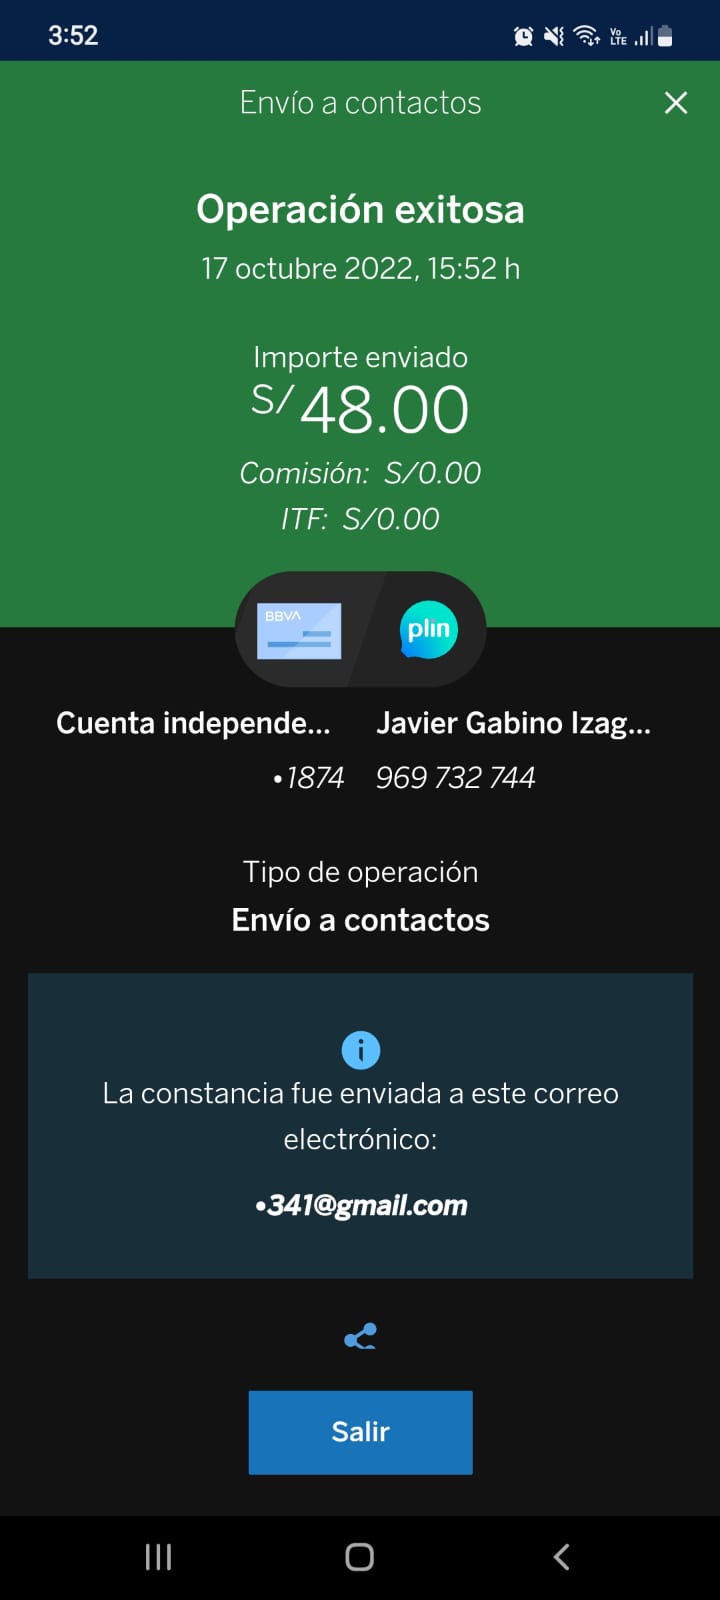 3:52
Vo
LTE
Envío a contactos
Operación exitosa
17 octubre 2022, 15:52 h
Importe enviado
S/48.00
Comisión: S/0.00
ITF: S/0.00
BBVA
plin
Cuenta independe... Javier Gabino Izag...
•1874 969 732 744
Tipo de operación
Envío a contactos
La constancia fue enviada a este correo
electrónico:
•341@gmail.com
Salir